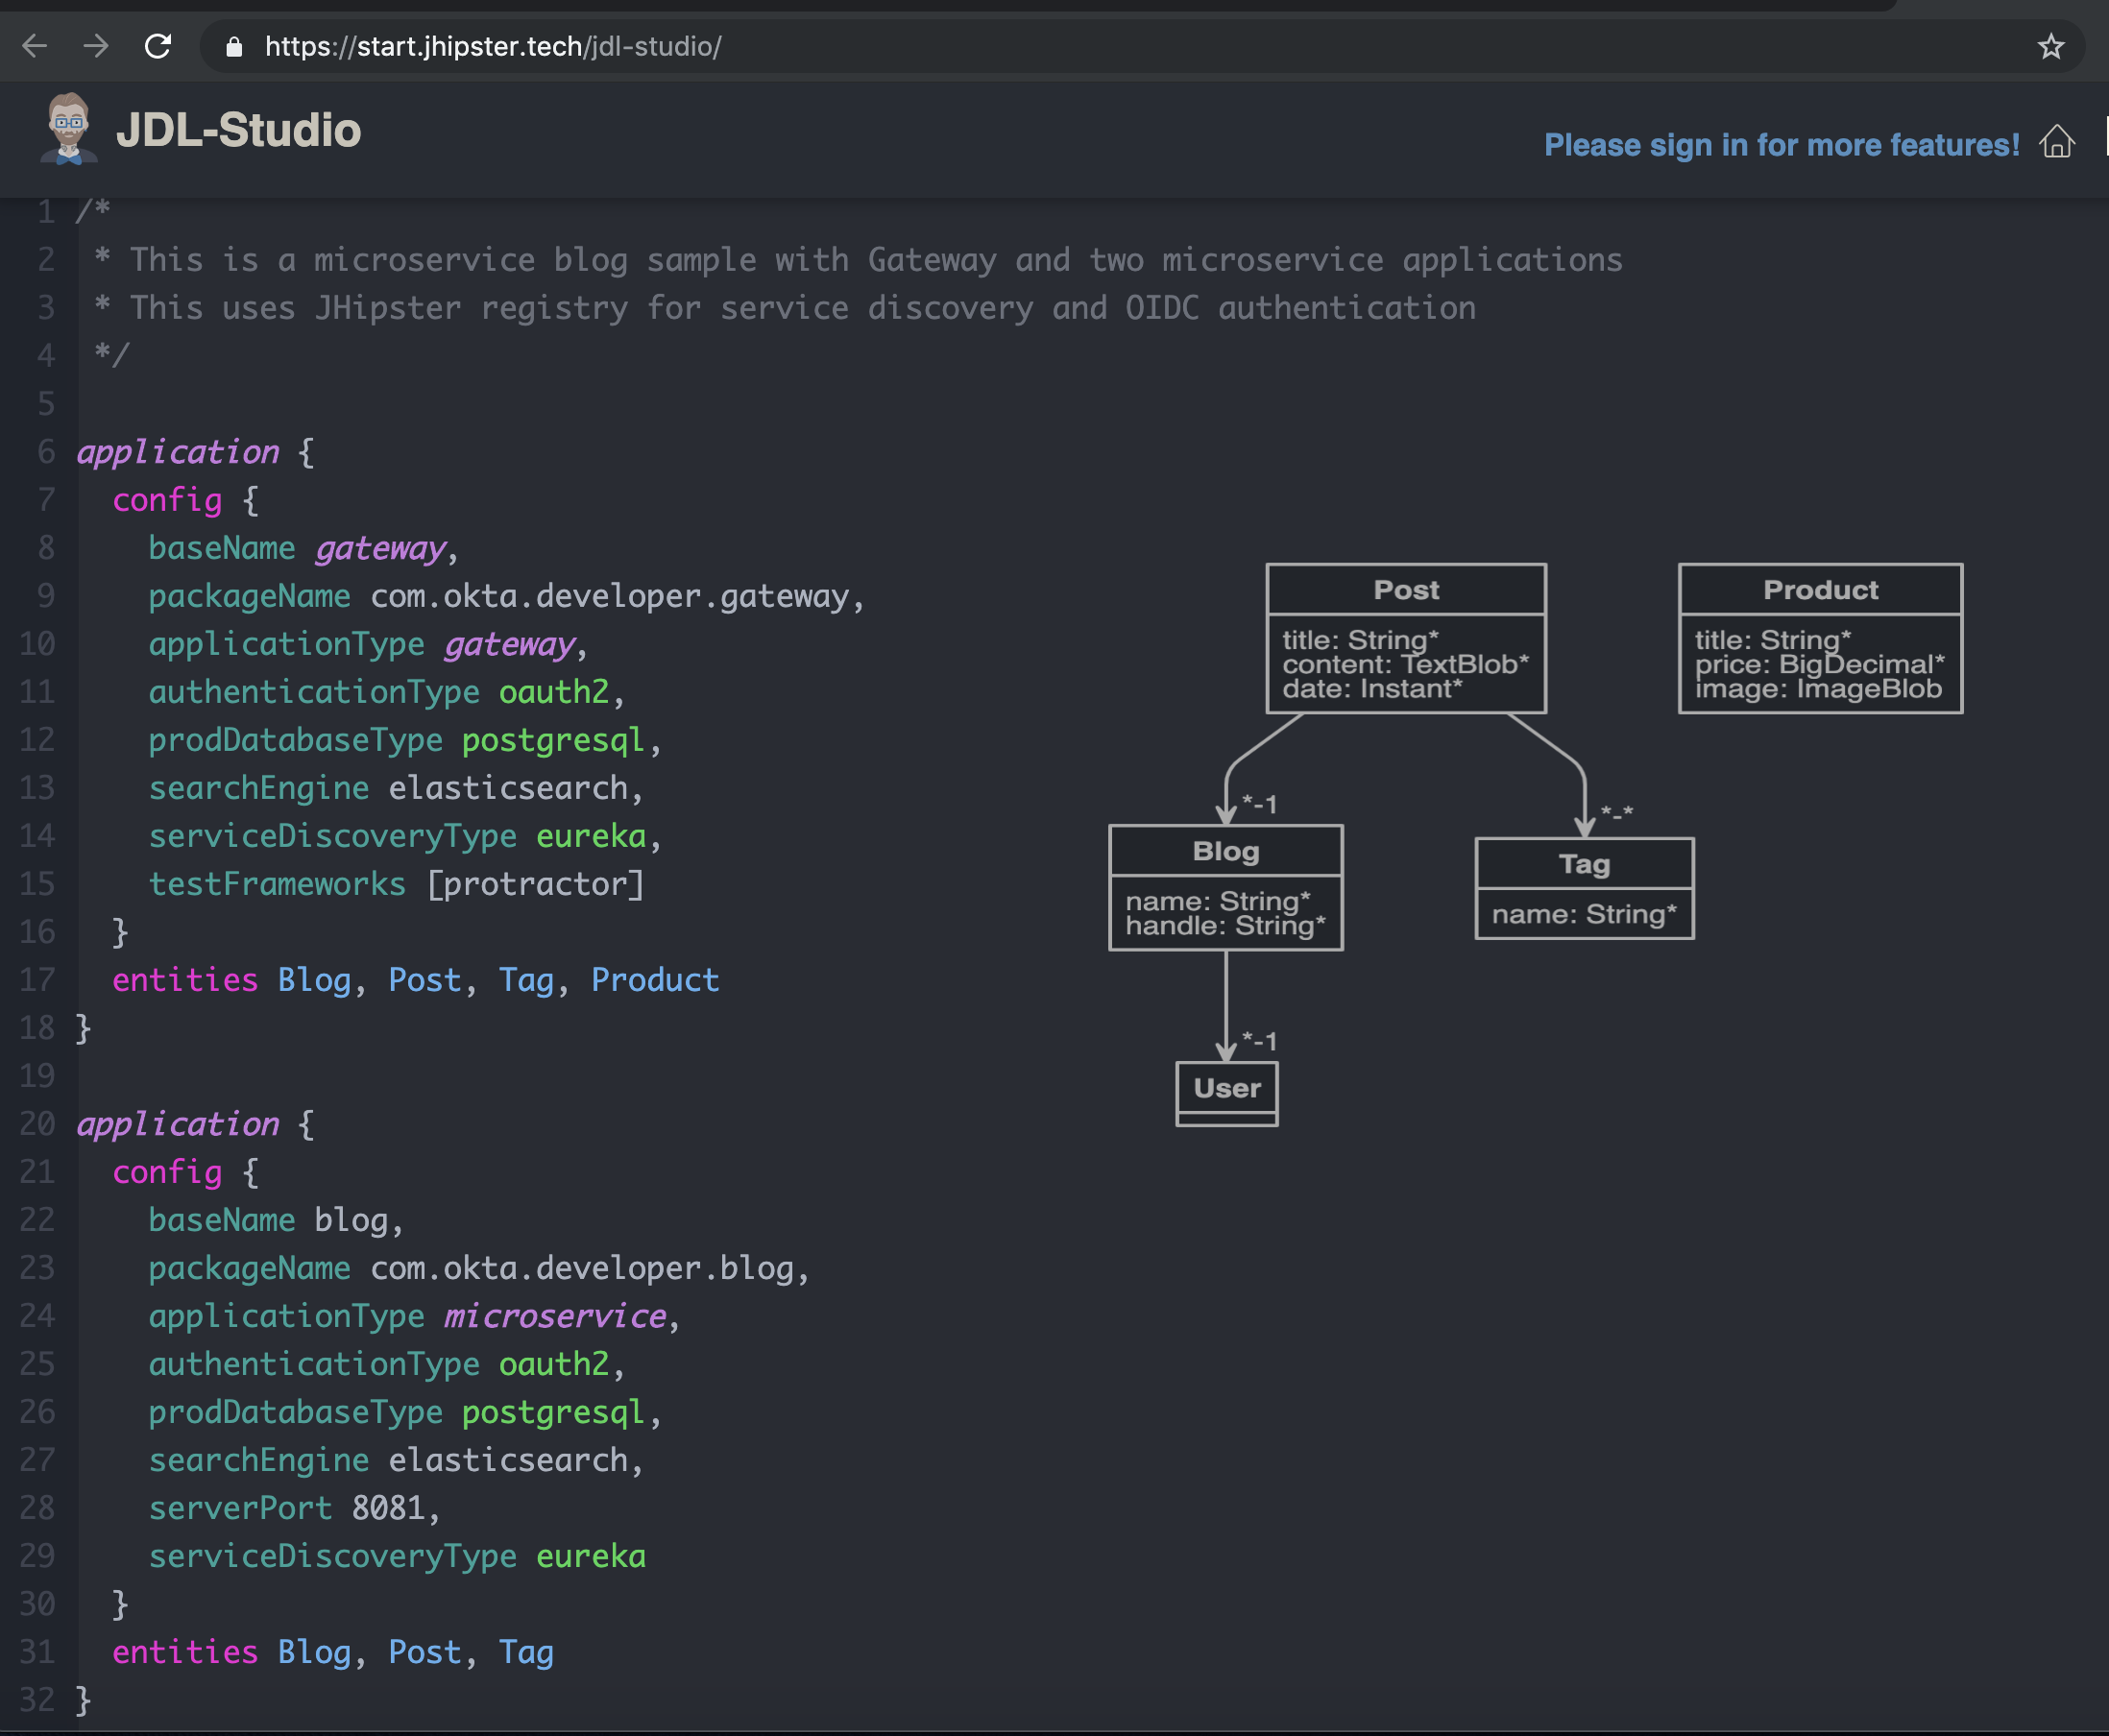 https://start.jhipster.tech/jdl-studio/
JDL-Studio
Please sign in for more features!
1 /*
2  * This is a microservice blog sample with Gateway and two microservice applications
3  * This uses JHipster registry for service discovery and OIDC authentication
4  */
5
6 application {
7   config {
8     baseName gateway,
9     packageName com.okta.developer.gateway,
10     applicationType gateway,
11     authenticationType oauth2,
12     prodDatabaseType postgresql,
13     searchEngine elasticsearch,
14     serviceDiscoveryType eureka,
15     testFrameworks [protractor]
16   }
17   entities Blog, Post, Tag, Product
18 }
19
20 application {
21   config {
22     baseName blog,
23     packageName com.okta.developer.blog,
24     applicationType microservice,
25     authenticationType oauth2,
26     prodDatabaseType postgresql,
27     searchEngine elasticsearch,
28     serverPort 8081,
29     serviceDiscoveryType eureka
30   }
31   entities Blog, Post, Tag
32 }
Post
title: String*
content: TextBlob*
date: Instant*
Product
title: String*
price: BigDecimal*
image: ImageBlob
*-1
*-*
Blog
name: String*
handle: String*
Tag
name: String*
*-1
User